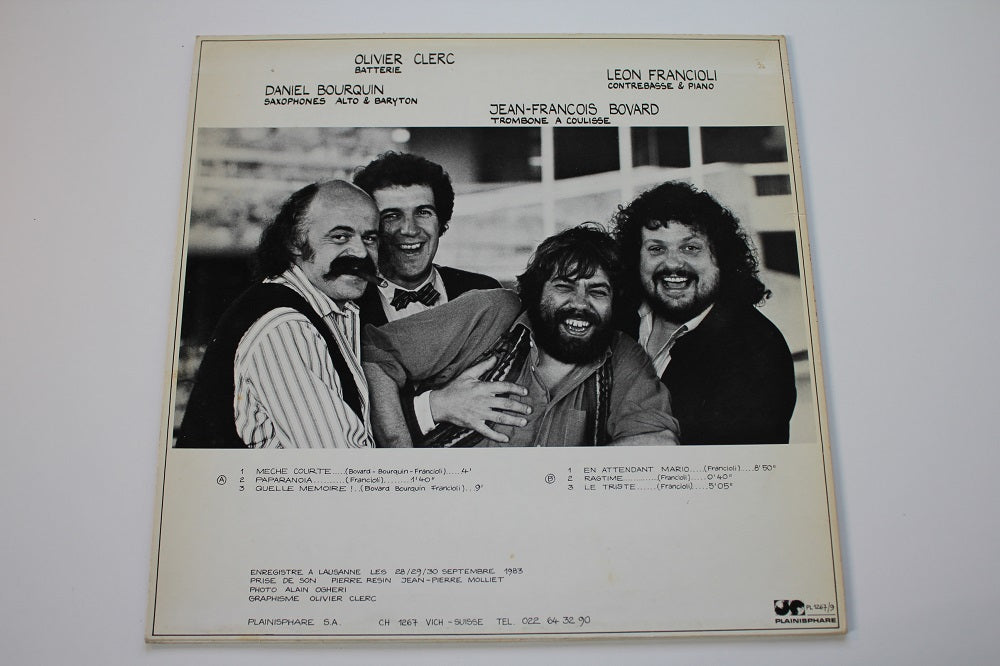 OLIVIER CLERC
BATTERIE
DANIEL BOURQUIN
SAXOPHONES ALTO & BARYTON
LEON FRANCIOLI
CONTREBASSE & PIANO
JEAN-FRANCOIS BOVARD
TROMBONE A COULISSE
A
1 MECHE COURTE....(Bovard-Bourquin-Francioli).....4'
2 PAPARANOIA...........(Francioli)........1'40"
3 QUELLE MEMOIRE!..(Bovard Bourquin Francioli)...9'
B
1 EN ATTENDANT MARIO....(Francioli).....8'50"
2 RAGTIME.............(Francioli).....0'40"
3 LE TRISTE......(Francioli).....5'05"
ENREGISTRE A LAUSANNE LES 28/29/30 SEPTEMBRE 1983
PRISE DE SON PIERRE RESIN JEAN-PIERRE MOLLIET
PHOTO ALAIN OGHERI
GRAPHISME OLIVIER CLERC
PLAINISPHARE S.A. CH 1267 VICH-SUISSE TEL. 022 64 32 90
PL 1267/9
PLAINISPHARE